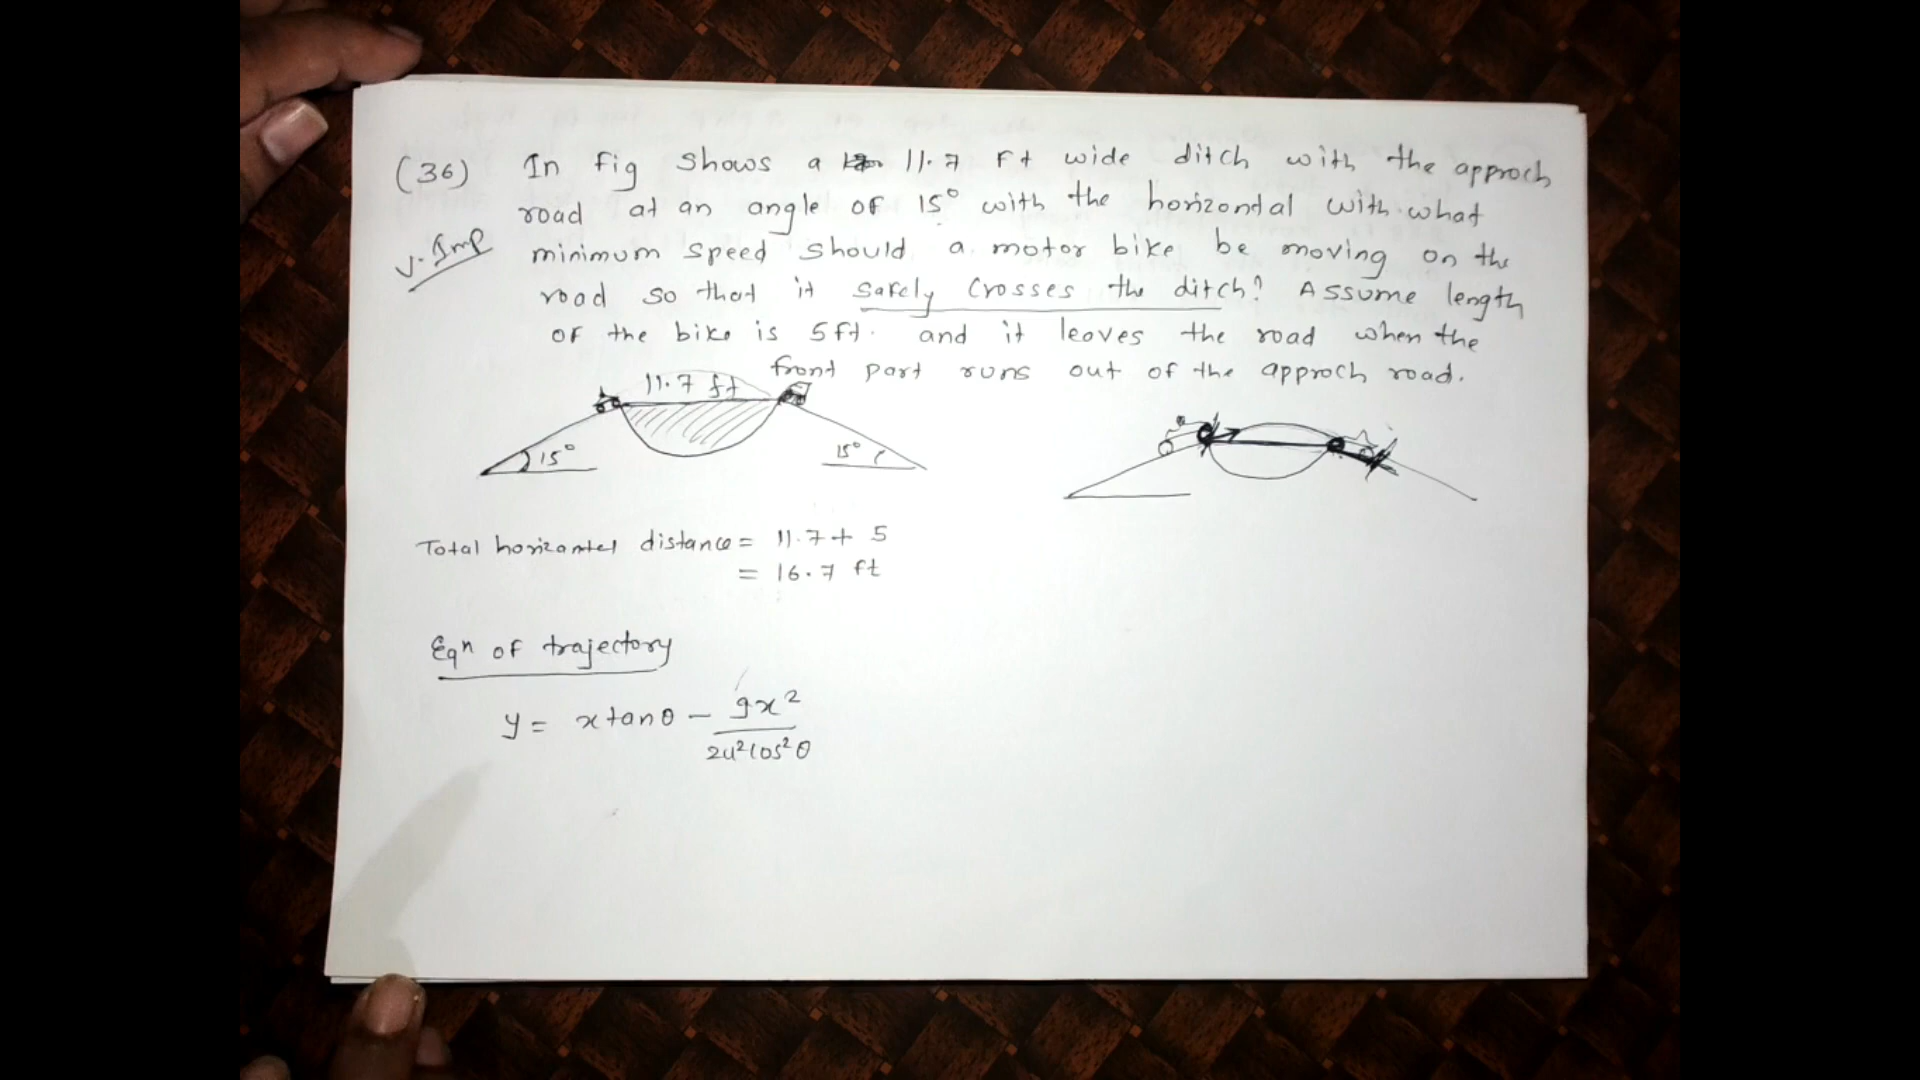 (36) In fig shows a 11.7 Ft wide ditch with the approch
road at an angle of 15° with the horizontal with what
v. Imp
minimum speed should a motor bike be moving on the
road so that it safely crosses the ditch? Assume length
of the bike is 5ft. and it leaves the road when the
front part runs out of the approch road.
11.7 ft
15°
15°
Total horizontel distance = 11.7 + 5
= 16.7 ft
Eqⁿ of trajectory
y = x tan θ - gx² / 2u² cos² θ